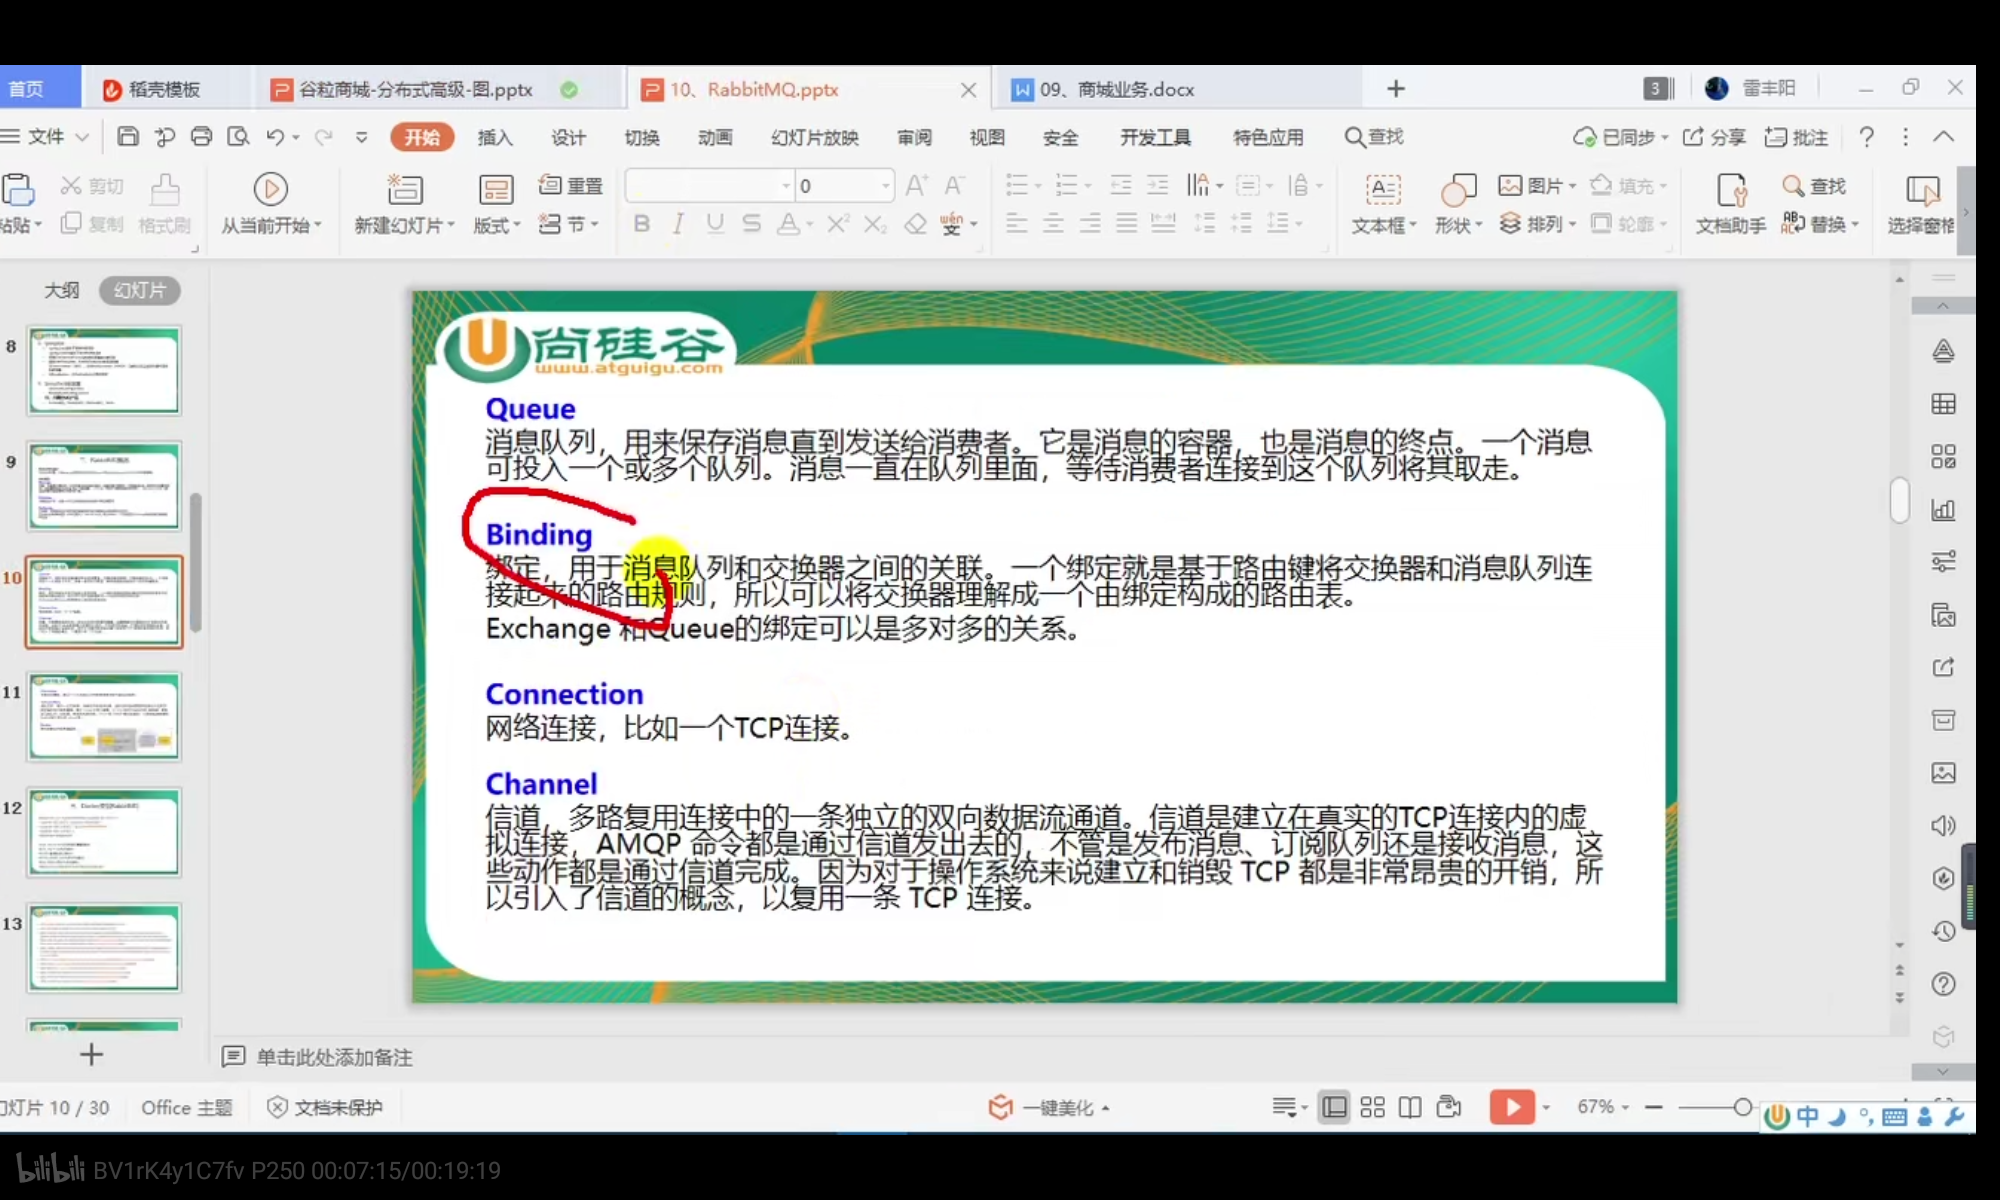 首页
稻壳模板
谷粒商城-分布式高级-图.pptx
10、RabbitMQ.pptx
09、商城业务.docx
3
雷丰阳
文件
开始
插入
设计
切换
动画
幻灯片放映
审阅
视图
安全
开发工具
特色应用
查找
已同步
分享
批注
粘贴
剪切
复制
格式刷
从当前开始
新建幻灯片
版式
重置
节
0
文本框
形状
图片
排列
填充
轮廓
文档助手
查找
替换
选择窗格
大纲
幻灯片
8
9
10
11
12
13
尚硅谷
www.atguigu.com
Queue
消息队列，用来保存消息直到发送给消费者。它是消息的容器，也是消息的终点。一个消息
可投入一个或多个队列。消息一直在队列里面，等待消费者连接到这个队列将其取走。
Binding
绑定，用于消息队列和交换器之间的关联。一个绑定就是基于路由键将交换器和消息队列连
接起来的路由规则，所以可以将交换器理解成一个由绑定构成的路由表。
Exchange 和Queue的绑定可以是多对多的关系。
Connection
网络连接，比如一个TCP连接。
Channel
信道，多路复用连接中的一条独立的双向数据流通道。信道是建立在真实的TCP连接内的虚
拟连接，AMQP 命令都是通过信道发出去的，不管是发布消息、订阅队列还是接收消息，这
些动作都是通过信道完成。因为对于操作系统来说建立和销毁 TCP 都是非常昂贵的开销，所
以引入了信道的概念，以复用一条 TCP 连接。
单击此处添加备注
幻灯片 10 / 30
Office 主题
文档未保护
一键美化
67%
中
bilibili BV1rK4y1C7fv P250 00:07:15/00:19:19